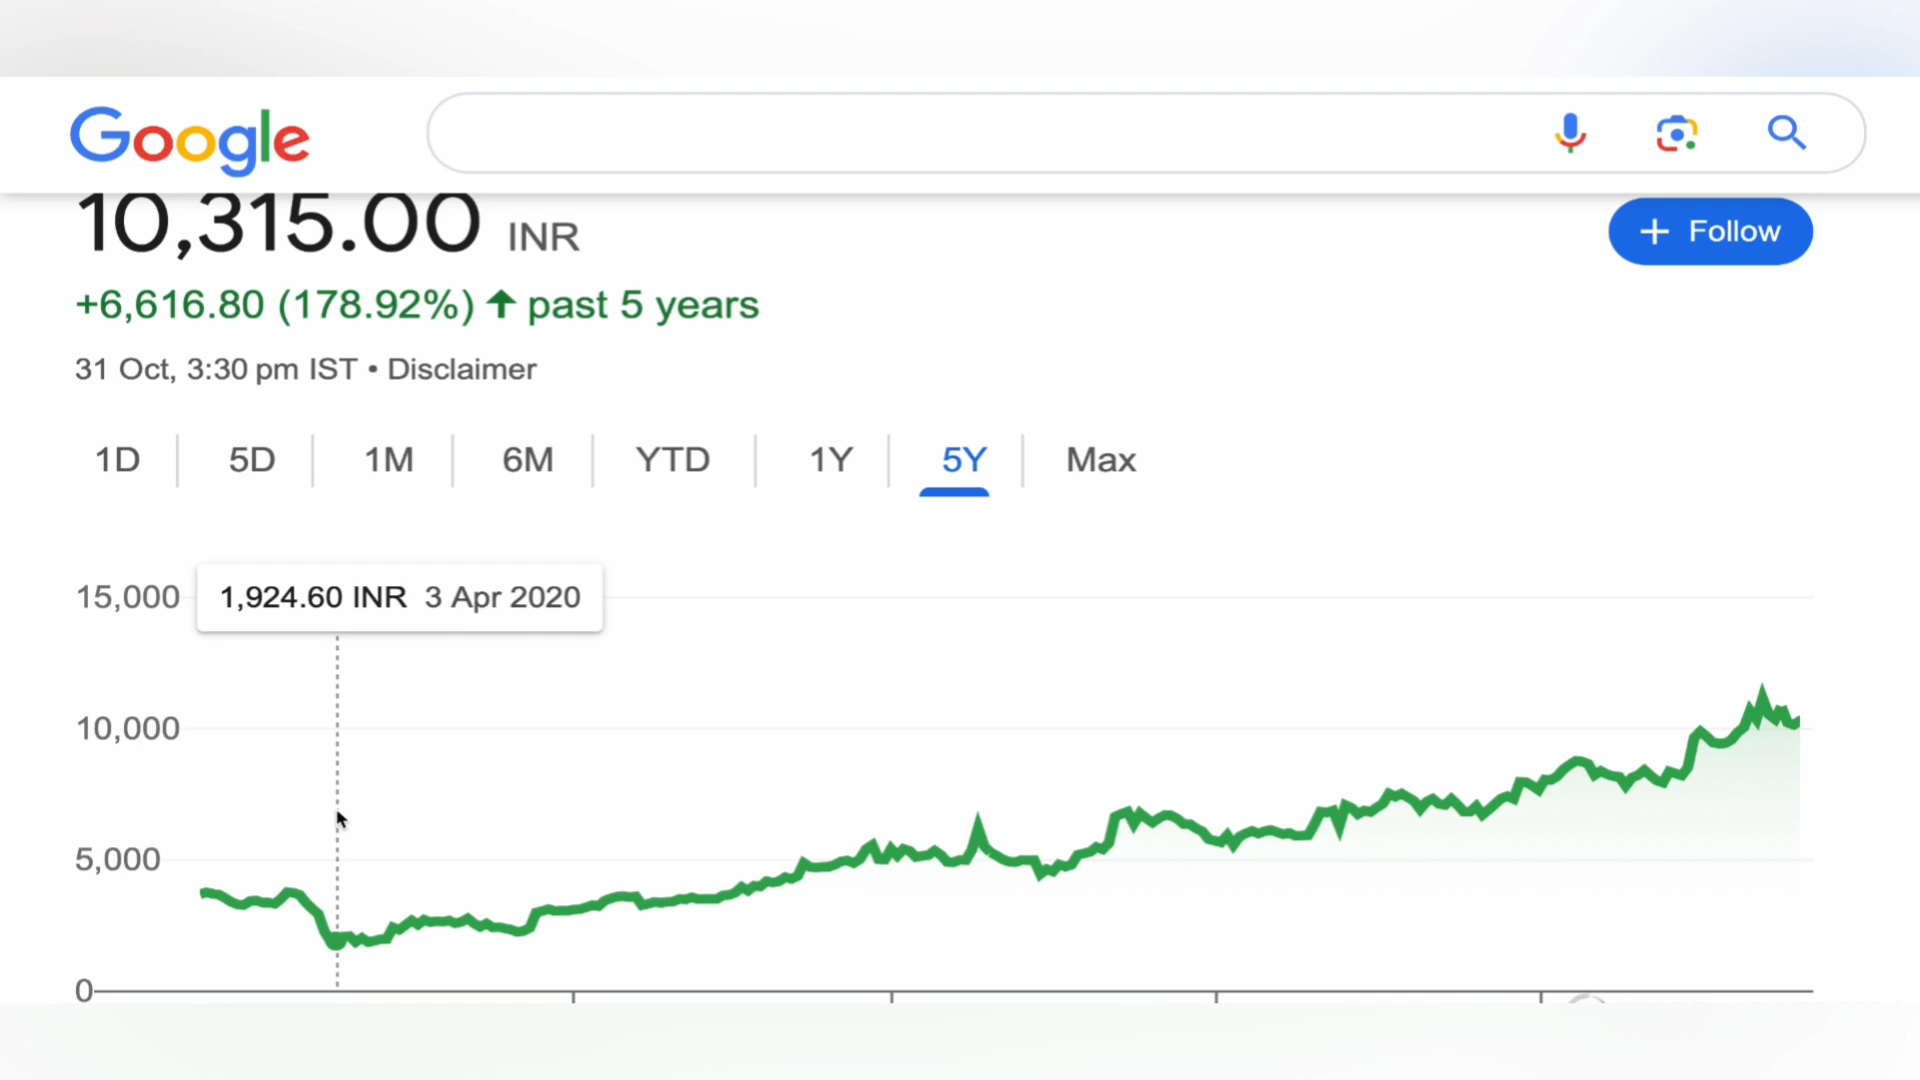 Google
10,315.00 INR
+ Follow
+6,616.80 (178.92%) ↑ past 5 years
31 Oct, 3:30 pm IST • Disclaimer
1D 5D 1M 6M YTD 1Y 5Y Max
15,000
1,924.60 INR 3 Apr 2020
10,000
5,000
0